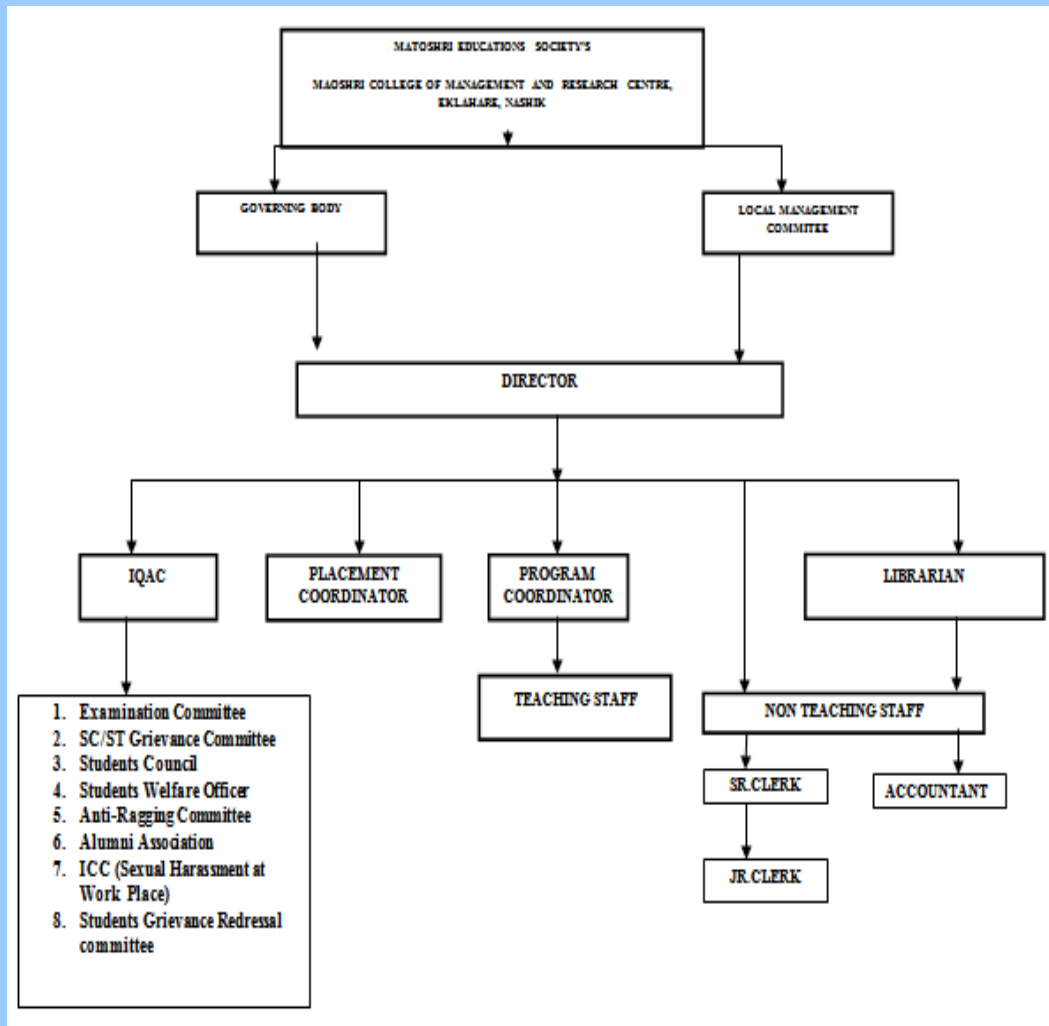 MATOSHRI EDUCATIONS SOCIETY'S
MAOSHRI COLLEGE OF MANAGEMENT AND RESEARCH CENTRE,
EKLAHARE, NASHIK
GOVERNING BODY
LOCAL MANAGEMENT
COMMITEE
DIRECTOR
IQAC
PLACEMENT
COORDINATOR
PROGRAM
COORDINATOR
LIBRARIAN
TEACHING STAFF
NON TEACHING STAFF
SR.CLERK
ACCOUNTANT
JR.CLERK
1. Examination Committee
2. SC/ST Grievance Committee
3. Students Council
4. Students Welfare Officer
5. Anti-Ragging Committee
6. Alumni Association
7. ICC (Sexual Harassment at
Work Place)
8. Students Grievance Redressal
committee